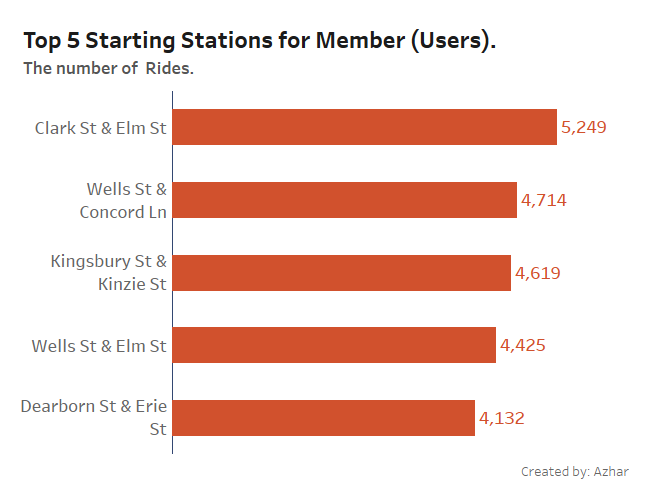 Top 5 Starting Stations for Member (Users).
The number of Rides.
Clark St & Elm St
5,249
Wells St &
Concord Ln
4,714
Kingsbury St &
Kinzie St
4,619
Wells St & Elm St
4,425
Dearborn St & Erie
St
4,132
Created by: Azhar